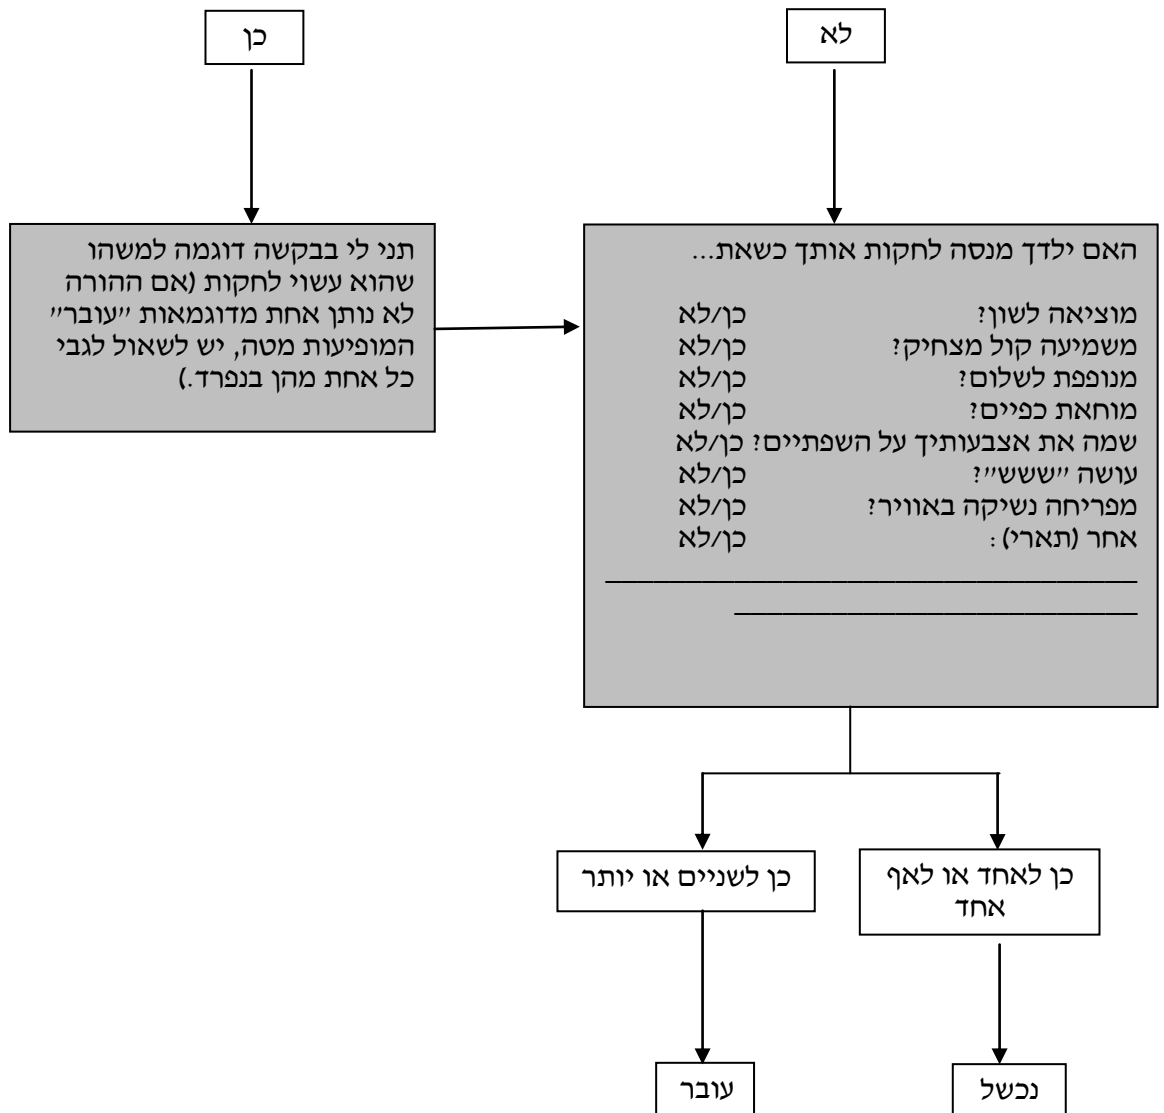 לא
כן
תני לי בבקשה דוגמה למשהו
שהוא עשוי לחקות (אם ההורה
לא נותן אחת מדוגמאות ״עובר״
המופיעות מטה, יש לשאול לגבי
כל אחת מהן בנפרד.)
האם ילדך מנסה לחקות אותך כשאת...
מוציאה לשון? כן/לא
משמיעה קול מצחיק? כן/לא
מנופפת לשלום? כן/לא
מוחאת כפיים? כן/לא
שמה את אצבעותיך על השפתיים? כן/לא
עושה ״ששש״? כן/לא
מפריחה נשיקה באוויר? כן/לא
אחר (תארי): כן/לא
כן לאחד או לאף
אחד
כן לשניים או יותר
נכשל
עובר